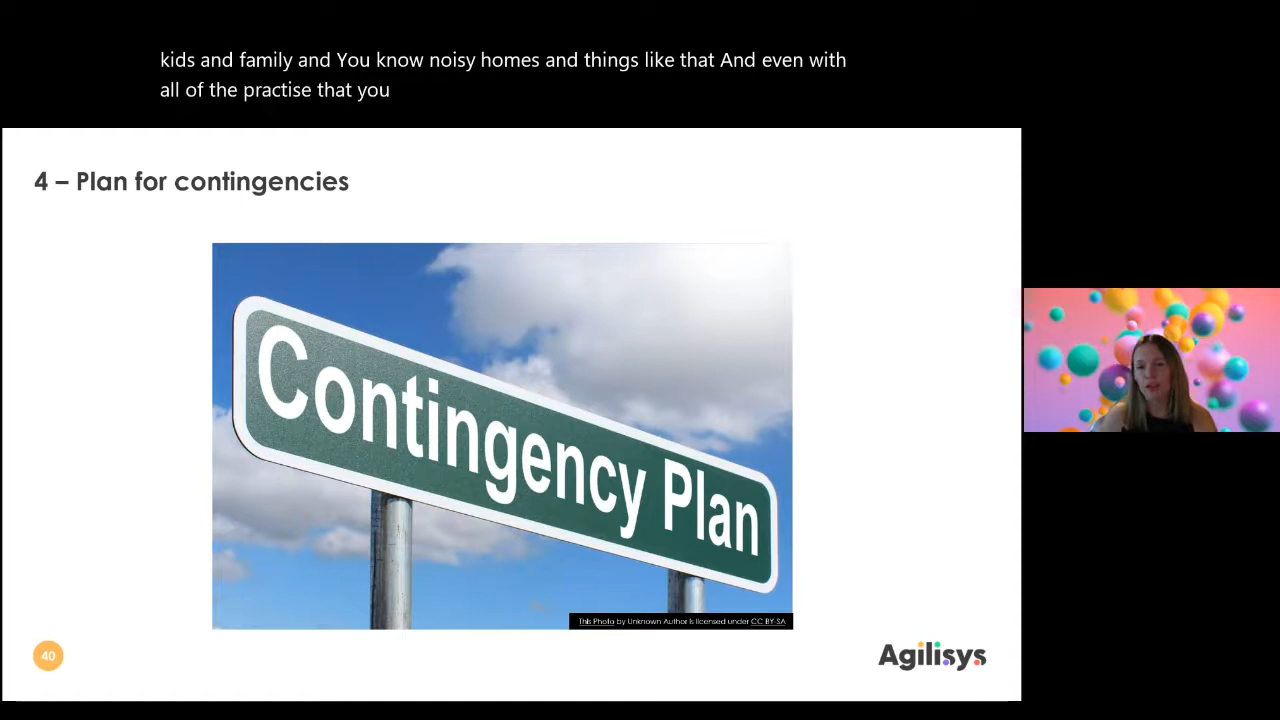 kids and family and You know noisy homes and things like that And even with
all of the practise that you
4 – Plan for contingencies
Contingency Plan
This Photo by Unknown Author is licensed under CC BY-SA
40
Agilisys